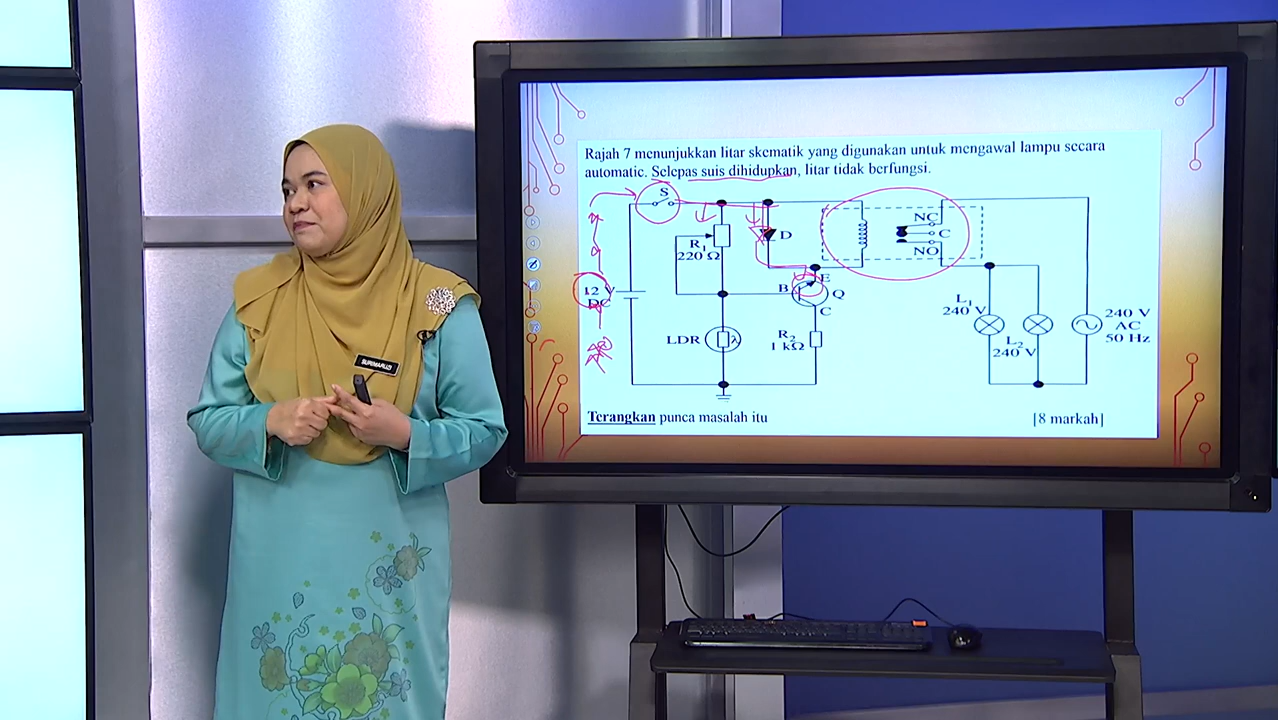 Rajah 7 menunjukkan litar skematik yang digunakan untuk mengawal lampu secara
automatic. Selepas suis dihidupkan, litar tidak berfungsi.
S
NC
D
C
R1
220 Ω
NO
E
12 V
DC
B
Q
C
L1
240 V
240 V
AC
50 Hz
LDR
λ
R2
1 kΩ
L2
240 V
SURIMARUZI
Terangkan punca masalah itu
[8 markah]